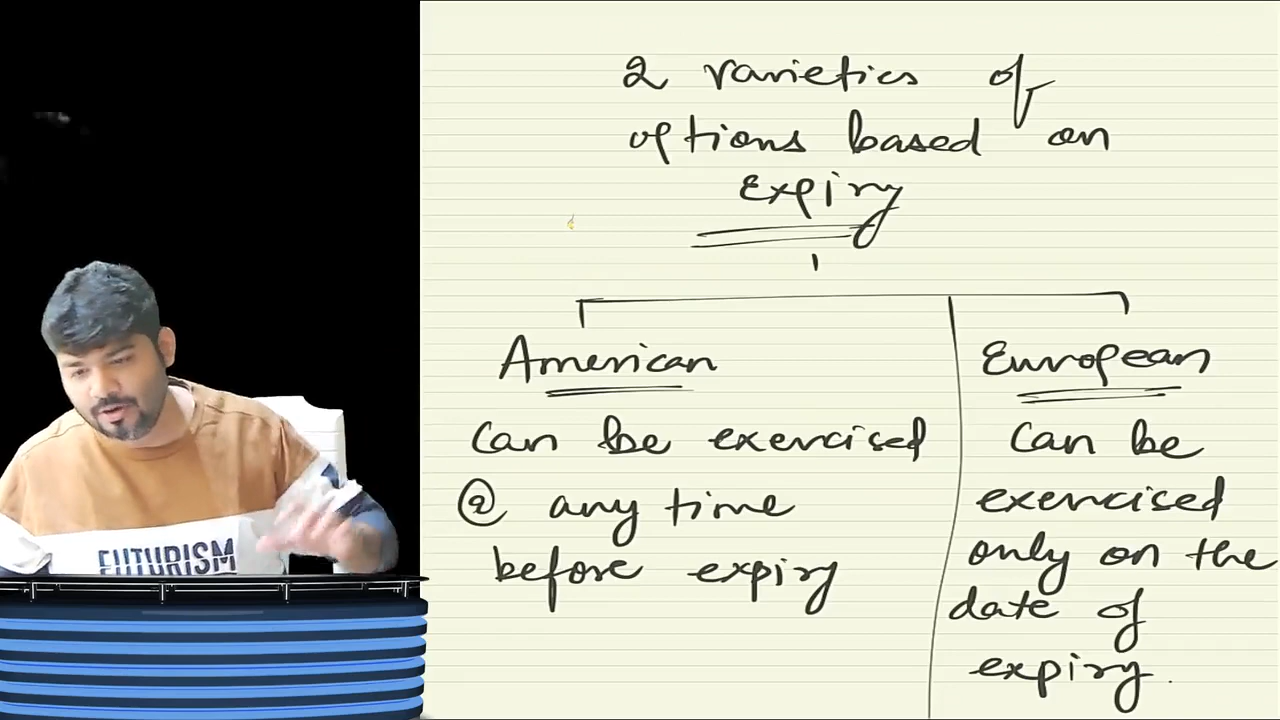 2 varieties of
options based on
Expiry
American
can be exercised
@ any time
before expiry
European
can be
exercised
only on the
date of
expiry.
FUTURISM